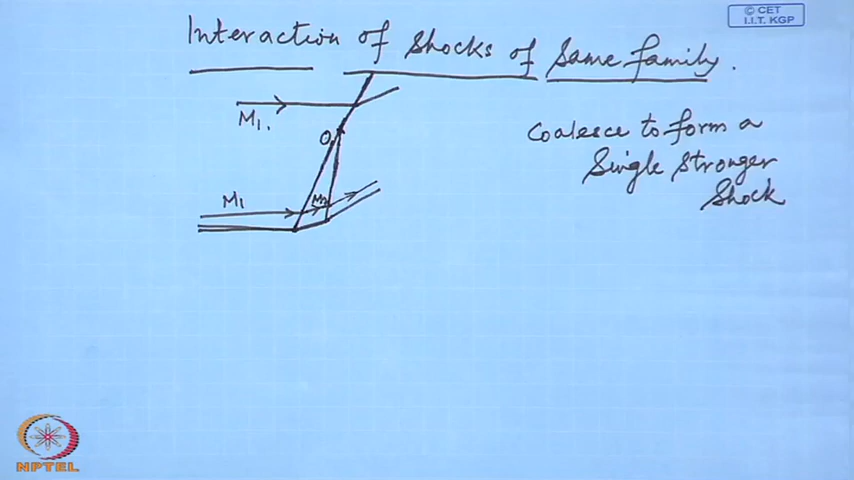 © CET
I.I.T. KGP
Interaction of Shocks of Same family.
M1.
O
Coalesce to form a
Single Stronger
Shock
M1
M2
NPTEL